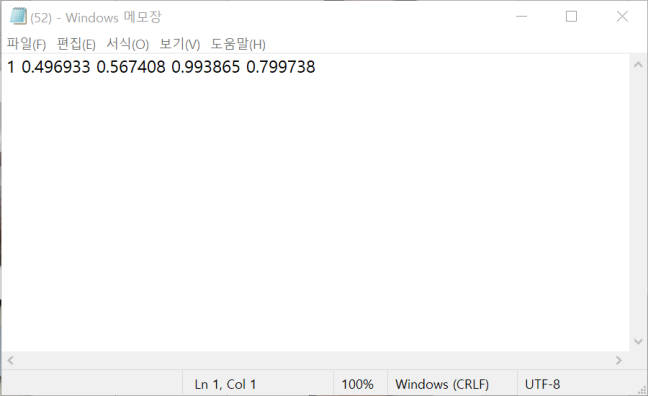 (52) - Windows 메모장
파일(F) 편집(E) 서식(O) 보기(V) 도움말(H)
1 0.496933 0.567408 0.993865 0.799738
Ln 1, Col 1 100% Windows (CRLF) UTF-8